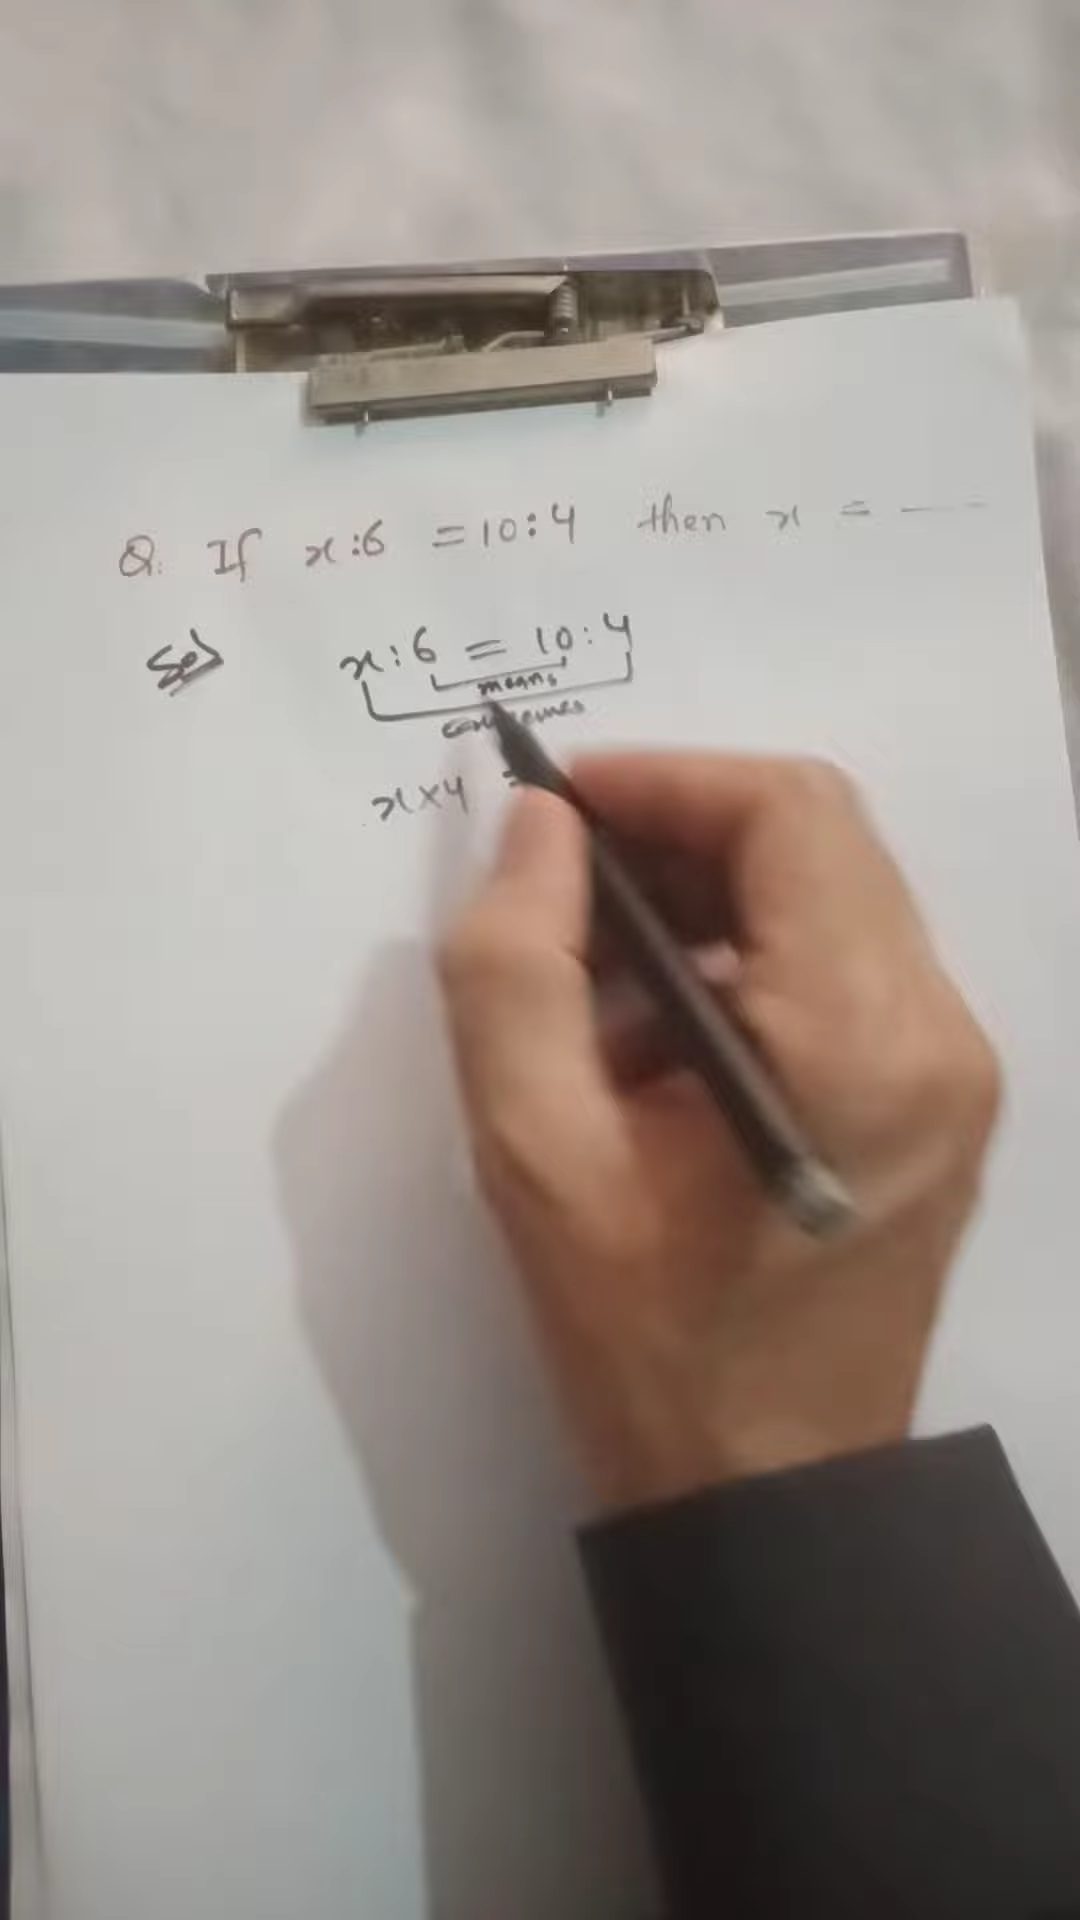 Q. If x:6 = 10:4 then x = ---
Sol
x:6 = 10:4
means
x×4 =